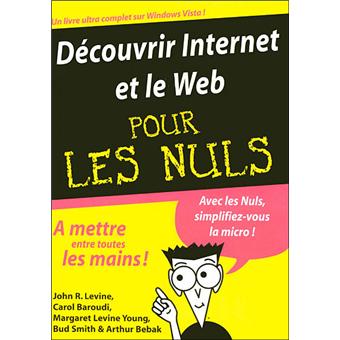 Un livre ultra complet sur Windows Vista !
Découvrir Internet
et le Web
POUR
LES NULS
Avec les Nuls,
simplifiez-vous
la micro !
A mettre
entre toutes
les mains !
John R. Levine,
Carol Baroudi,
Margaret Levine Young,
Bud Smith & Arthur Bebak